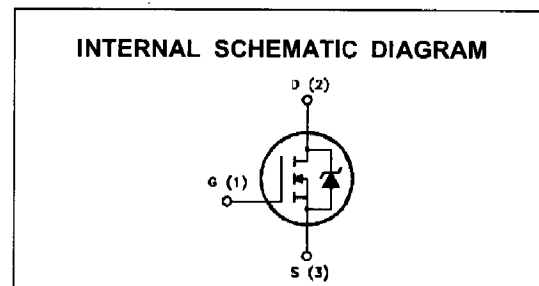 INTERNAL SCHEMATIC DIAGRAM
D (2)
G (1)
S (3)